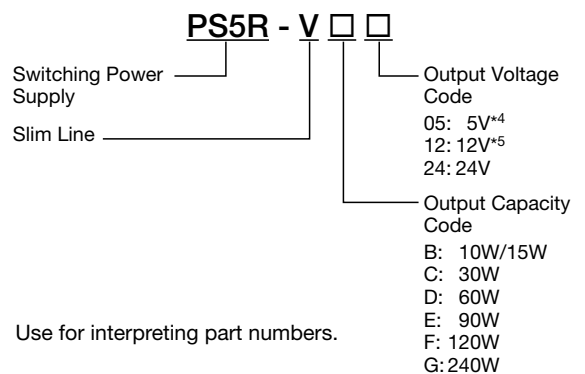 PS5R - V □ □
Switching Power
Supply
Slim Line
Output Voltage
Code
05: 5V*4
12: 12V*5
24: 24V
Output Capacity
Code
B: 10W/15W
C: 30W
D: 60W
E: 90W
F: 120W
G: 240W
Use for interpreting part numbers.